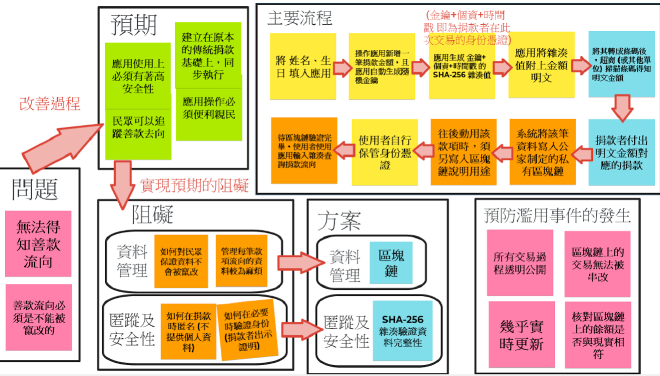 預期
應用使用上
必須有著高
安全性
建立在原本
的傳統捐款
基礎上，同
步執行
民眾可以追
蹤善款去向
應用操作必
須便利親民
改善過程
問題
無法得
知善款
流向
善款流向必
須是不能被
竄改的
實現預期的阻礙
主要流程
(金鑰+個資+時間
戳 即為捐款者在此
次交易的身份憑證)
將 姓名、生
日 填入應用
操作應用新增一
筆捐款金額，且
應用自動生成隨
機金鑰
應用生成 金鑰+
個資+時間戳 的
SHA-256 雜湊值
應用將雜湊
值附上金額
明文
將其轉成條碼後
，超商 (或其他單
位) 掃描條碼得知
明文金額
捐款者付出
明文金額對
應的捐款
系統將該筆
資料寫入公
家制定的私
有區塊鏈
往後動用該
款項時，須
另寫入區塊
鏈說明用途
使用者自行
保管身份憑
證
待區塊鏈驗證完
畢，使用者使用
應用輸入雜湊查
詢捐款流向
阻礙
資料
管理
如何對民眾
保證資料不
會被竄改
管理每筆款
項流向的資
料較為麻煩
匿蹤及
安全性
如何在捐款
時匿名 (不
提供個人資
料)
如何在必要
時驗證身份
(捐款者出示
證明)
方案
資料
管理
區塊
鏈
匿蹤及
安全性
SHA-256
雜湊驗證資
料完整性
預防濫用事件的發生
所有交易過
程透明公開
區塊鏈上的
交易無法被
串改
幾乎實
時更新
核對區塊鏈
上的餘額是
否與現實相
符